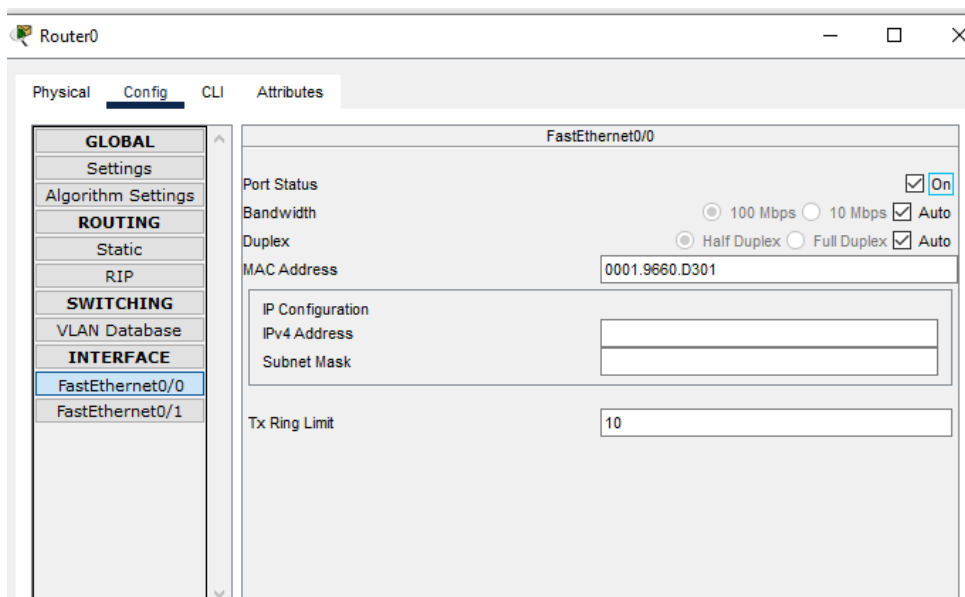 Router0
Physical Config CLI Attributes
GLOBAL
Settings
Algorithm Settings
ROUTING
Static
RIP
SWITCHING
VLAN Database
INTERFACE
FastEthernet0/0
FastEthernet0/1
FastEthernet0/0
Port Status On
Bandwidth 100 Mbps 10 Mbps Auto
Duplex Half Duplex Full Duplex Auto
MAC Address 0001.9660.D301
IP Configuration
IPv4 Address
Subnet Mask
Tx Ring Limit 10